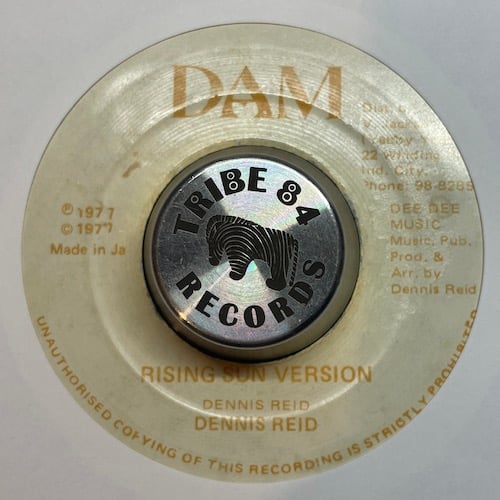 DAM
Dist. b
22
Ind. City.
Phone: 98-8285
℗ 1977
© 1977
Made in Ja
DEE DEE
MUSIC
Music. Pub.
Prod. &
Arr. by
Dennis Reid
TRIBE 84
RECORDS
RISING SUN VERSION
DENNIS REID
DENNIS REID
UNAUTHORISED COPYING OF THIS RECORDING IS STRICTLY PROHIBITED